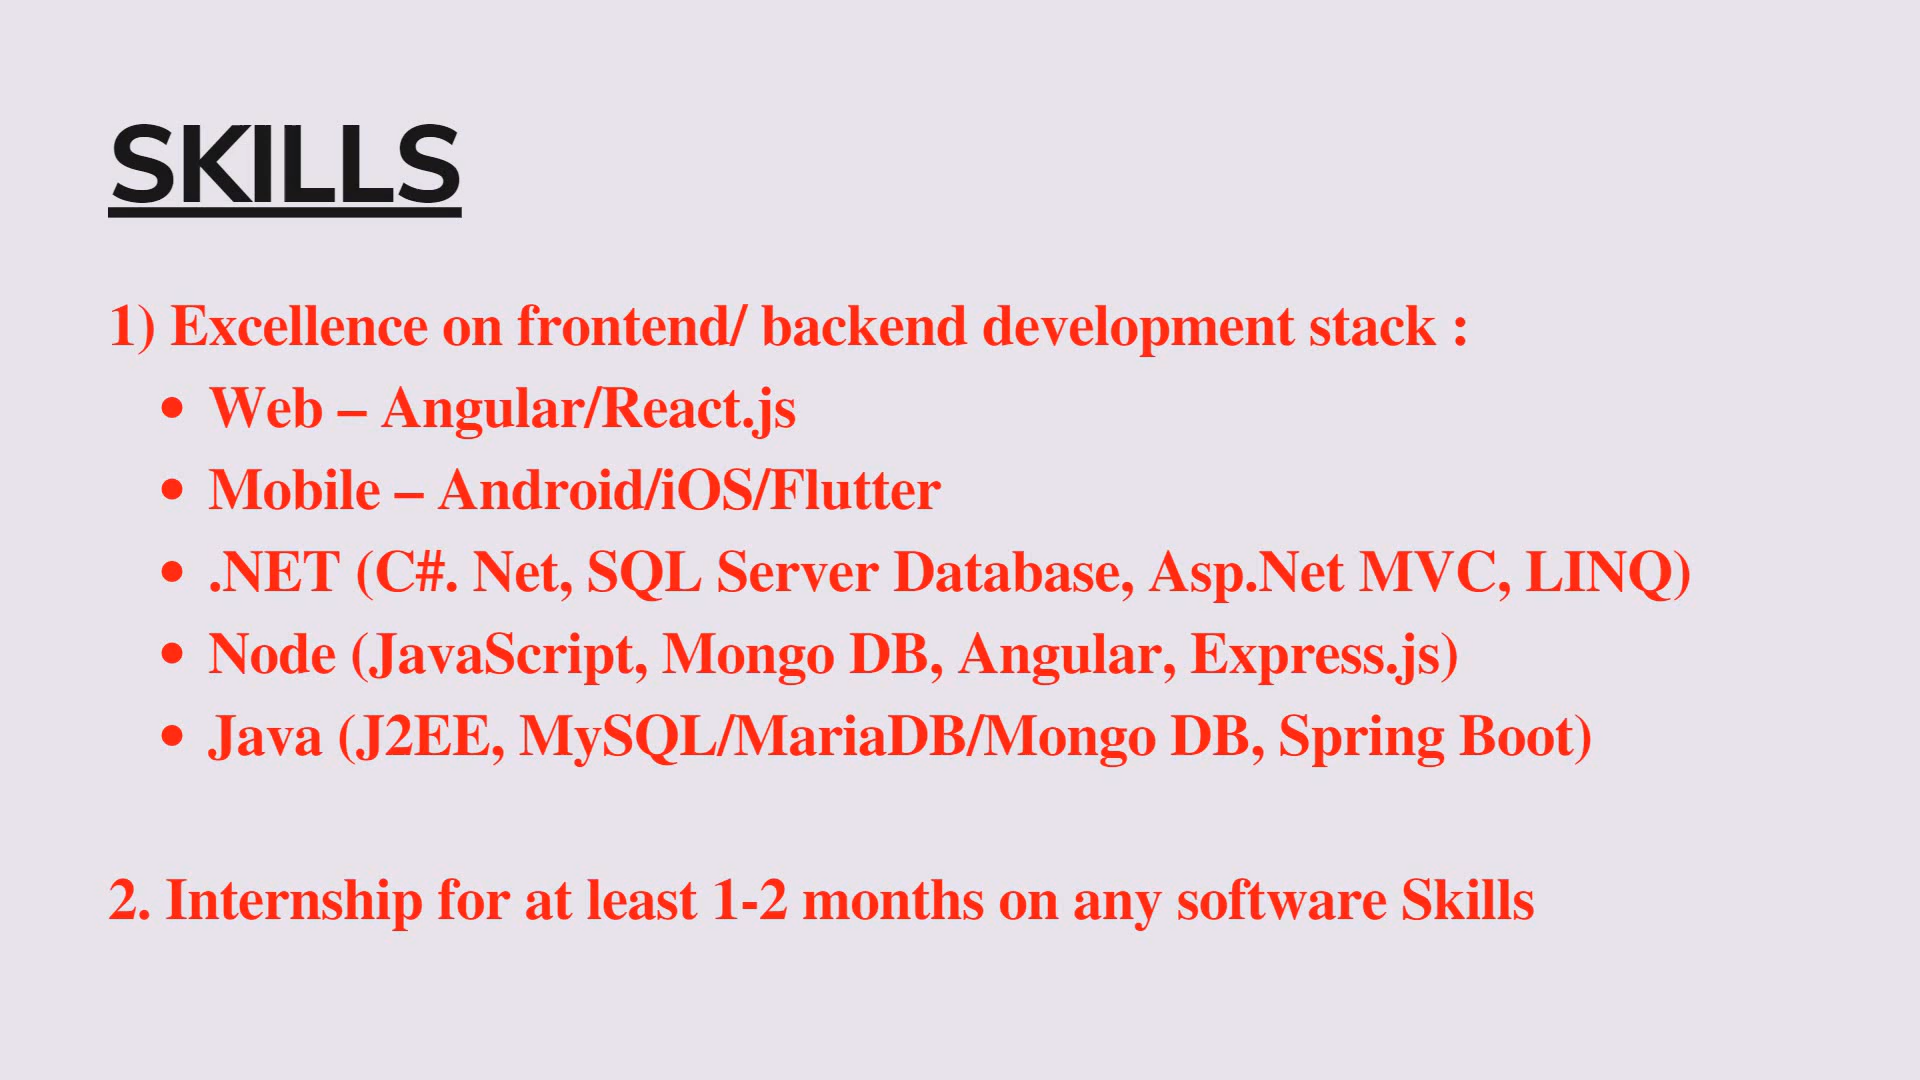 SKILLS
1) Excellence on frontend/ backend development stack :
• Web – Angular/React.js
• Mobile – Android/iOS/Flutter
• .NET (C#. Net, SQL Server Database, Asp.Net MVC, LINQ)
• Node (JavaScript, Mongo DB, Angular, Express.js)
• Java (J2EE, MySQL/MariaDB/Mongo DB, Spring Boot)
2. Internship for at least 1-2 months on any software Skills